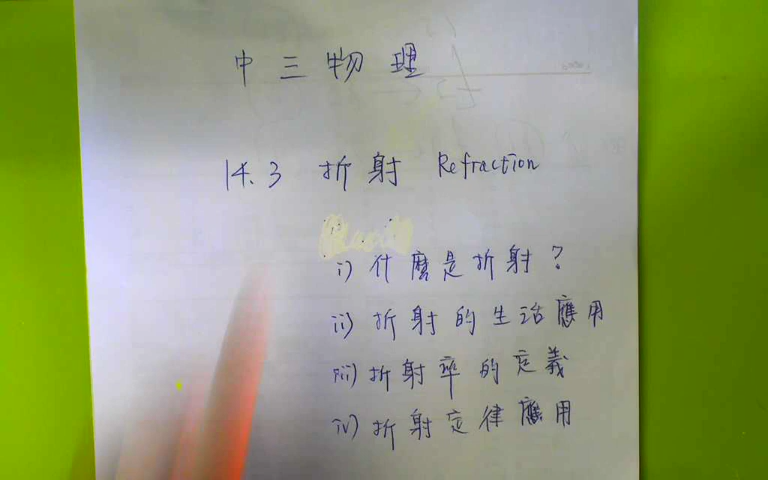 中三物理
14.3 折射 Refraction
i) 什麼是折射?
ii) 折射的生活應用
iii) 折射率的定義
iv) 折射定律應用